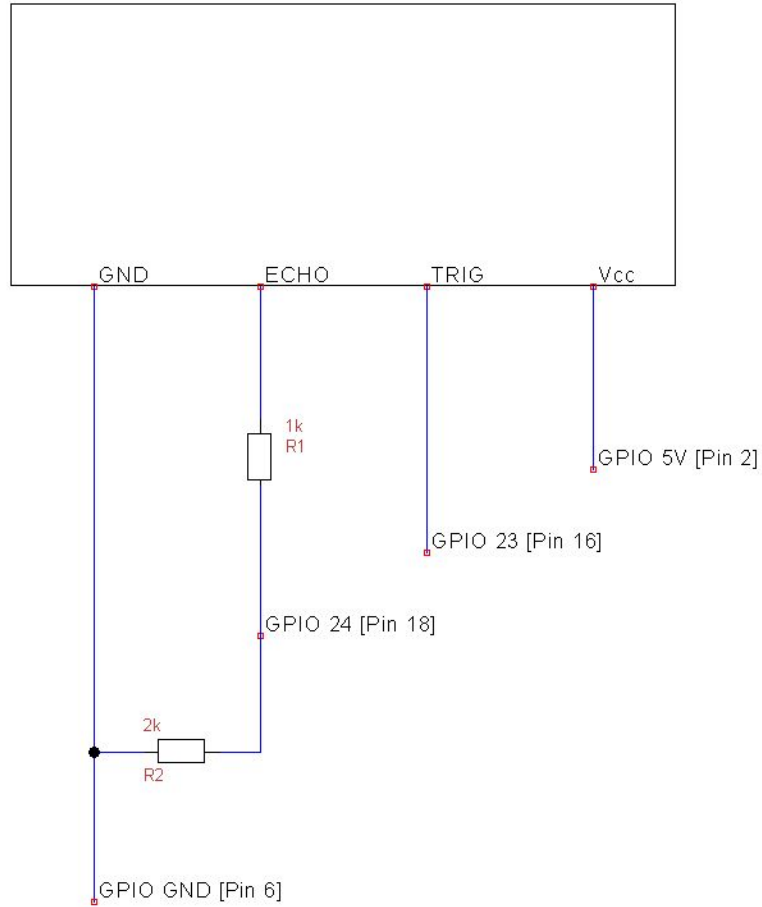 GND
ECHO
TRIG
Vcc
1k
R1
GPIO 5V [Pin 2]
GPIO 23 [Pin 16]
GPIO 24 [Pin 18]
2k
R2
GPIO GND [Pin 6]